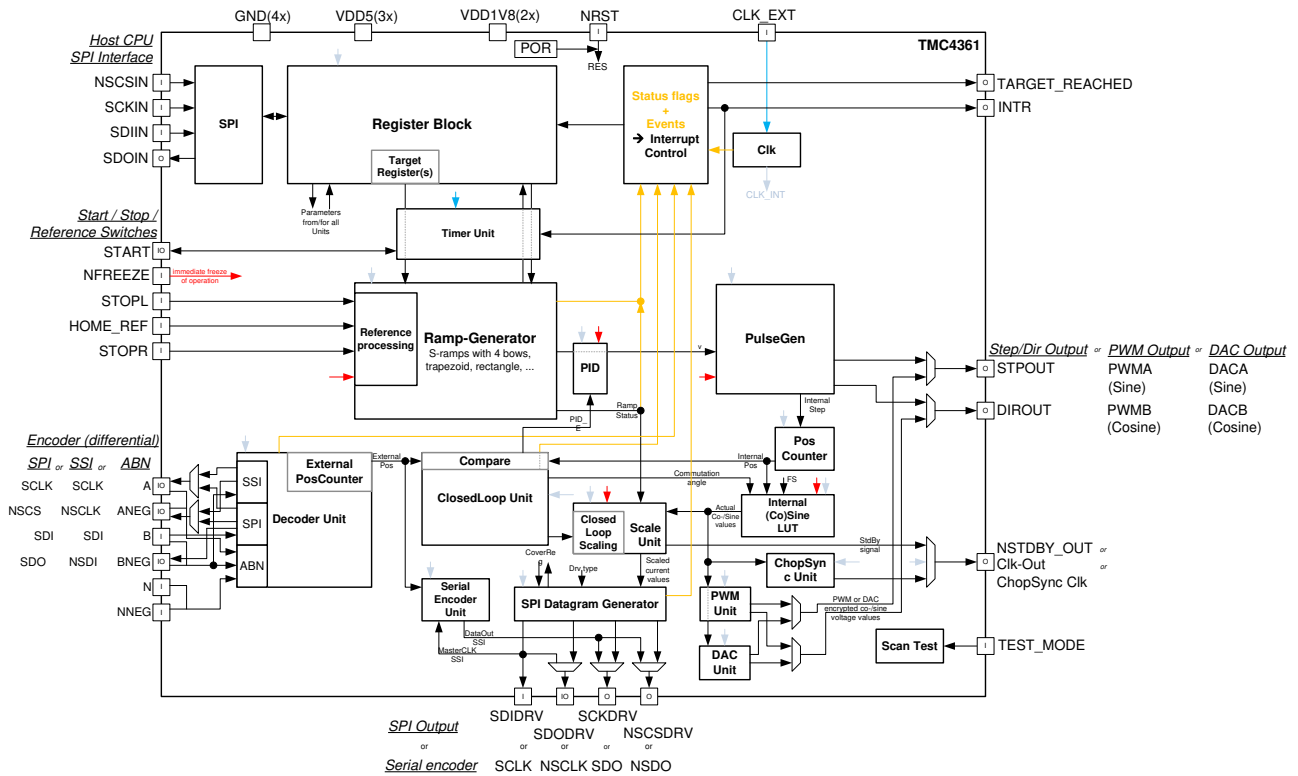 GND(4x)
VDD5(3x)
VDD1V8(2x)
NRST
CLK_EXT
Host CPU
SPI Interface
I
I
POR
RES
TMC4361
NSCSIN
I
SCKIN
I
SDIIN
I
SDOIN
O
SPI
Register Block
Target
Register(s)
Status flags
+
Events
➔ Interrupt
Control
Clk
CLK_INT
O
TARGET_REACHED
O
INTR
Parameters
from/for all
Units
Timer Unit
Start / Stop /
Reference Switches
START
IO
NFREEZE
I
immediate freeze
of operation
STOPL
I
HOME_REF
I
STOPR
I
Reference
processing
Ramp-Generator
S-ramps with 4 bows,
trapezoid, rectangle, ...
PID
v
PulseGen
Internal
Step
Ramp
Status
PID_
E
Step/Dir Output or PWM Output or DAC Output
O
STPOUT
PWMA
(Sine)
DACA
(Sine)
O
DIROUT
PWMB
(Cosine)
DACB
(Cosine)
Encoder (differential)
SPI or SSI or ABN
SCLK
SCLK
A
IO
NSCS
NSCLK
ANEG
IO
SDI
SDI
B
I
SDO
NSDI
BNEG
IO
N
I
NNEG
I
SSI
SPI
ABN
Decoder Unit
External
PosCounter
External
Pos
Compare
ClosedLoop Unit
Commutation
angle
Internal
Pos
Pos
Counter
FS
Internal
(Co)Sine
LUT
Actual
Co-/Sine
values
Closed
Loop
Scaling
Scale
Unit
StdBy
signal
ChopSyn
c Unit
O
NSTDBY_OUT or
Clk-Out or
ChopSync Clk
CoverRe
g
Drv type
Scaled
current
values
Serial
Encoder
Unit
SPI Datagram Generator
PWM
Unit
PWM or DAC
encrypted co-/sine
voltage values
DAC
Unit
DataOut
SSI
MasterCLK
SSI
Scan Test
I
TEST_MODE
I
IO
O
O
SDIDRV
SCKDRV
SPI Output
SDODRV
NSCSDRV
or
or
or
or
or
Serial encoder
SCLK
NSCLK
SDO
NSDO